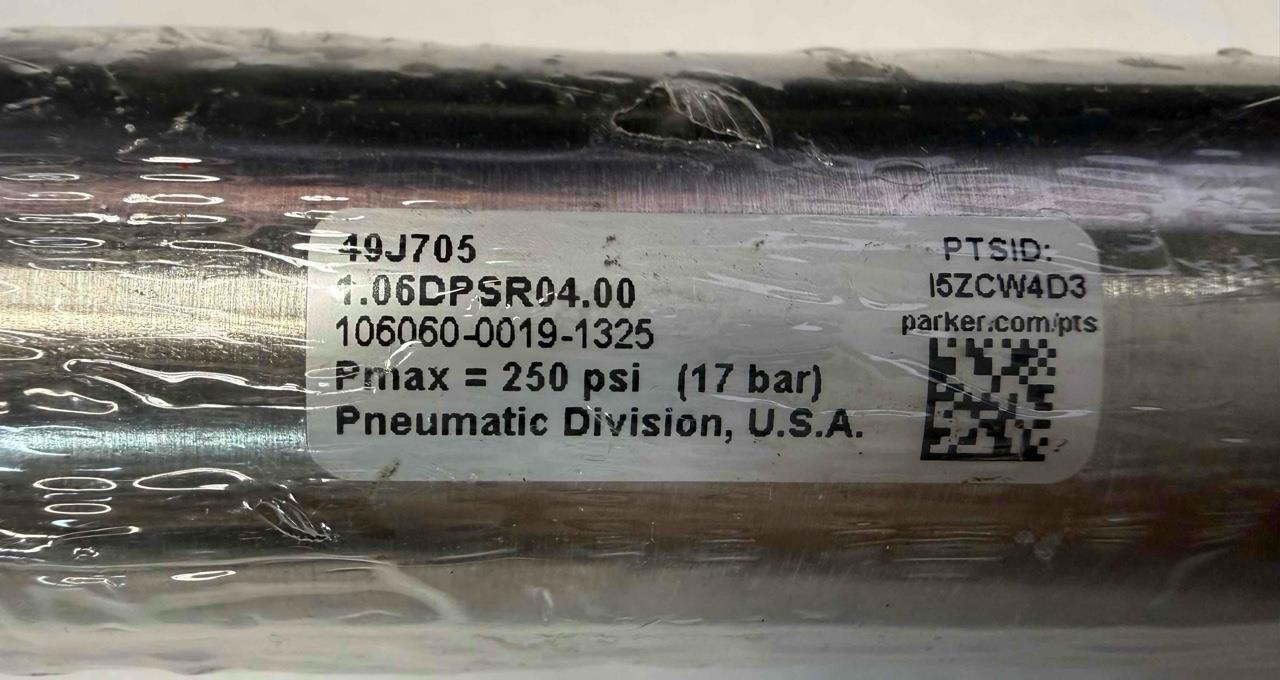 49J705
1.06DPSR04.00
106060-0019-1325
Pmax = 250 psi (17 bar)
Pneumatic Division, U.S.A.
PTSID:
I5ZCW4D3
parker.com/pts